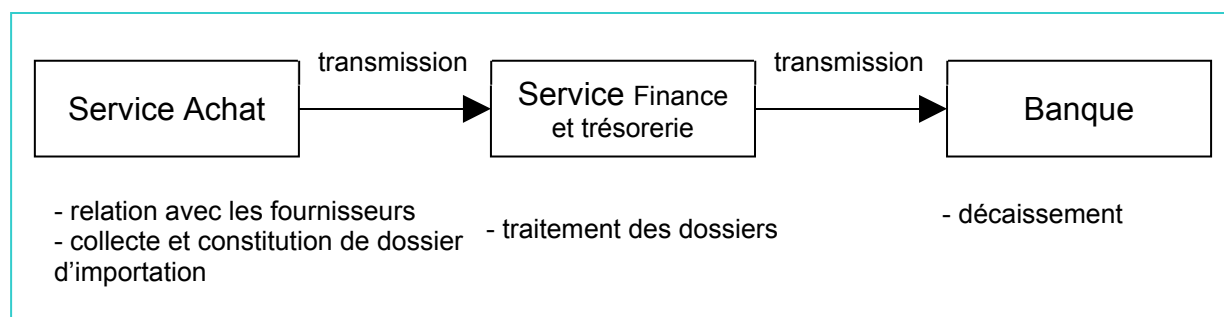 transmission
transmission
Service Achat
Service Finance
et trésorerie
Banque
- relation avec les fournisseurs
- collecte et constitution de dossier
d’importation
- traitement des dossiers
- décaissement